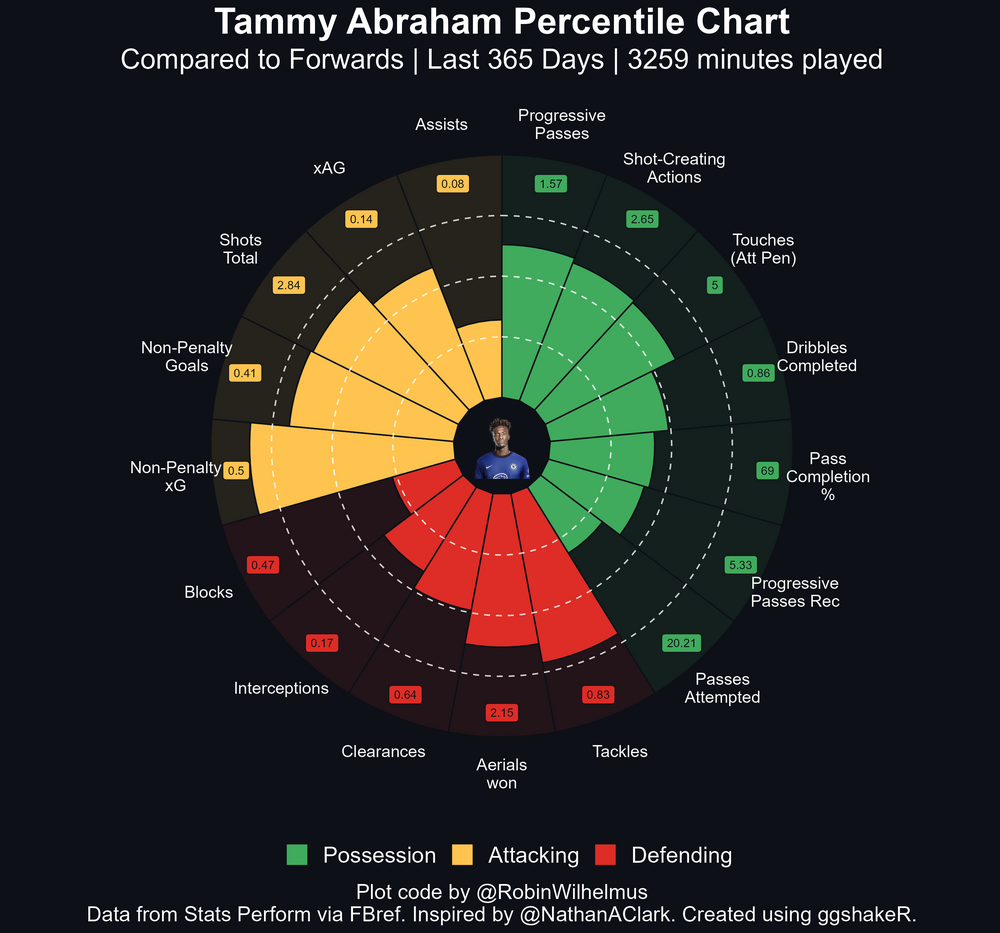 Tammy Abraham Percentile Chart
Compared to Forwards | Last 365 Days | 3259 minutes played
Assists
Progressive
Passes
xAG
Shot-Creating
Actions
0.08
1.57
0.14
2.65
Shots
Total
Touches
(Att Pen)
2.84
5
Non-Penalty
Goals
Dribbles
Completed
0.41
0.86
Non-Penalty
xG
0.5
69
Pass
Completion
%
0.47
5.33
Blocks
Progressive
Passes Rec
0.17
20.21
Interceptions
Passes
Attempted
0.64
2.15
0.83
Clearances
Aerials
won
Tackles
Possession
Attacking
Defending
Plot code by @RobinWilhelmus
Data from Stats Perform via FBref. Inspired by @NathanAClark. Created using ggshakeR.